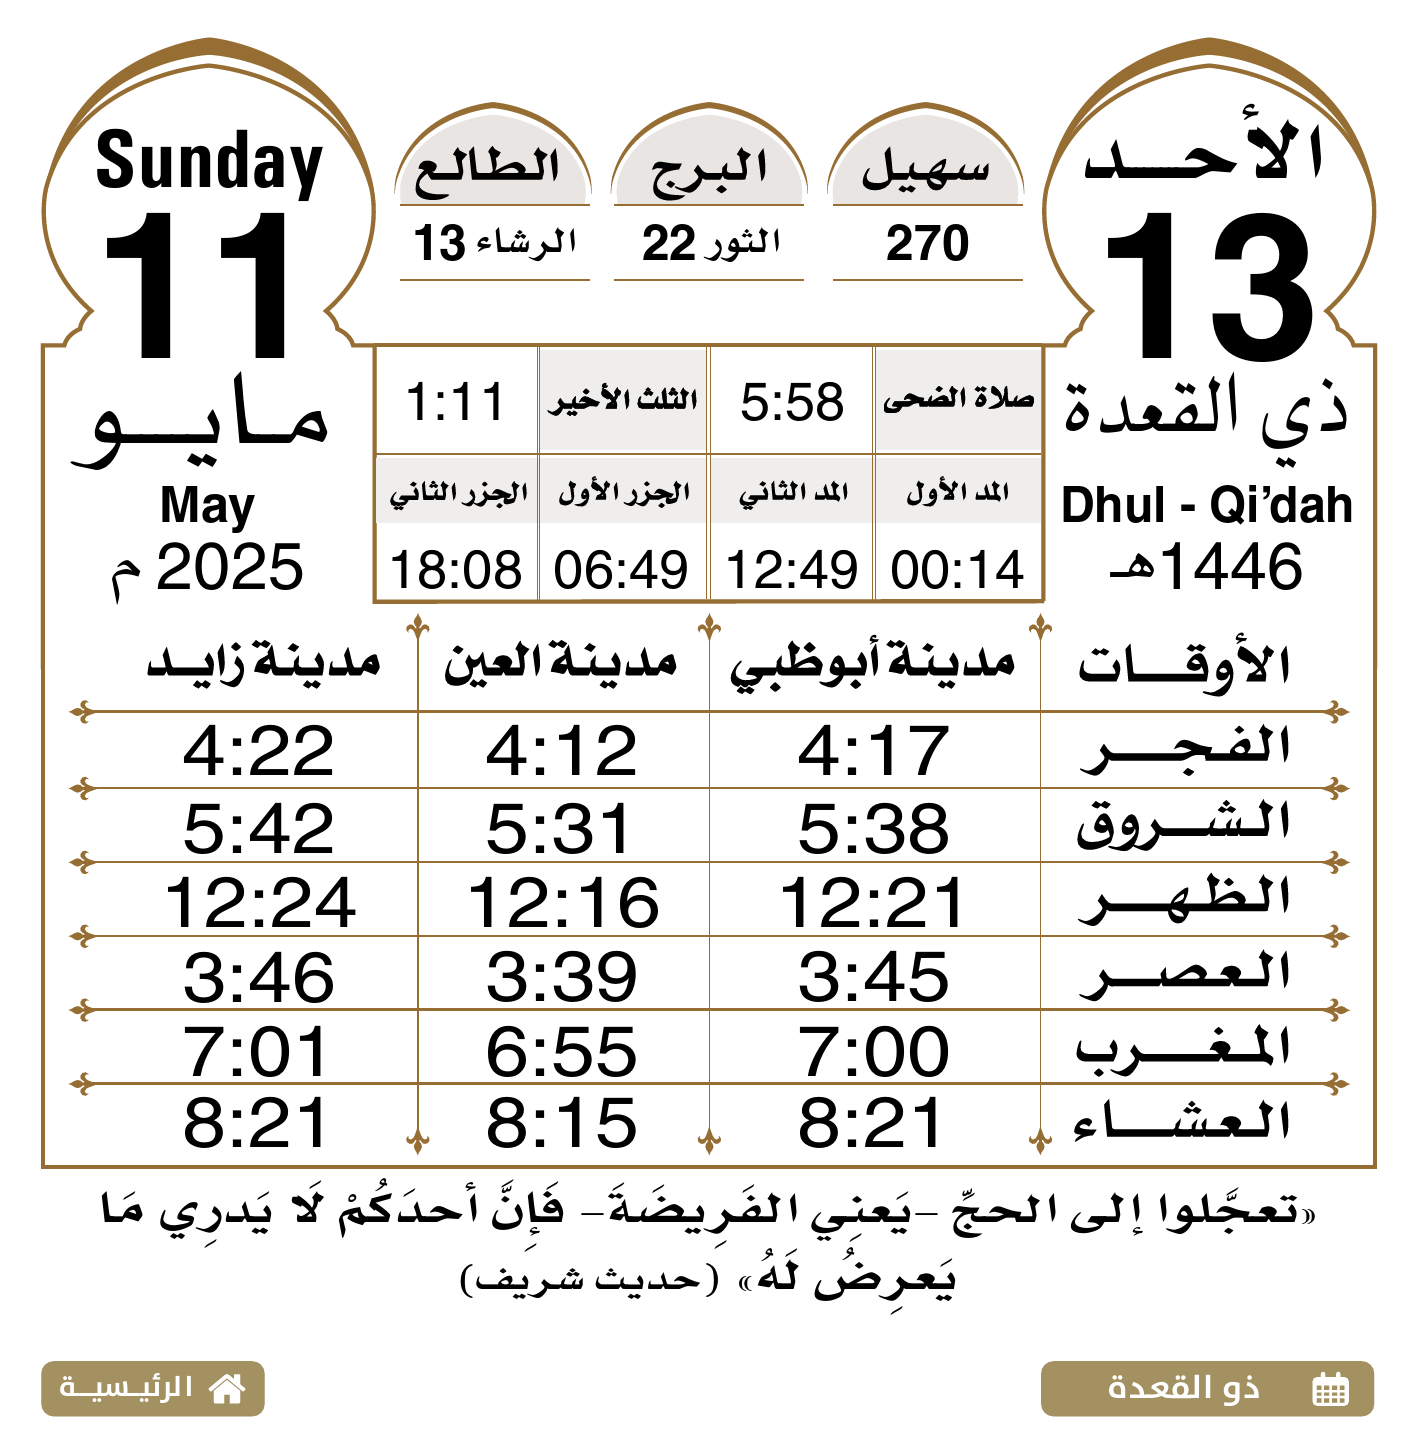 الأحد
13
ذي القعدة
Dhul - Qi’dah
1446هـ
سهيل
270
البرج
الثور 22
الطالع
الرشاء 13
Sunday
11
مايو
May
2025 م
صلاة الضحى 5:58 الثلث الأخير 1:11
المد الأول المد الثاني الجزر الأول الجزر الثاني
00:14 12:49 06:49 18:08
الأوقات مدينة أبوظبي مدينة العين مدينة زايد
الفجر 4:17 4:12 4:22
الشروق 5:38 5:31 5:42
الظهر 12:21 12:16 12:24
العصر 3:45 3:39 3:46
المغرب 7:00 6:55 7:01
العشاء 8:21 8:15 8:21
«تعجَّلوا إلى الحجِّ –يَعنِي الفَرِيضَةَ– فَإِنَّ أحدَكُمْ لَا يَدرِي مَا
يَعرِضُ لَهُ» (حديث شريف)
ذو القعدة
الرئيسية